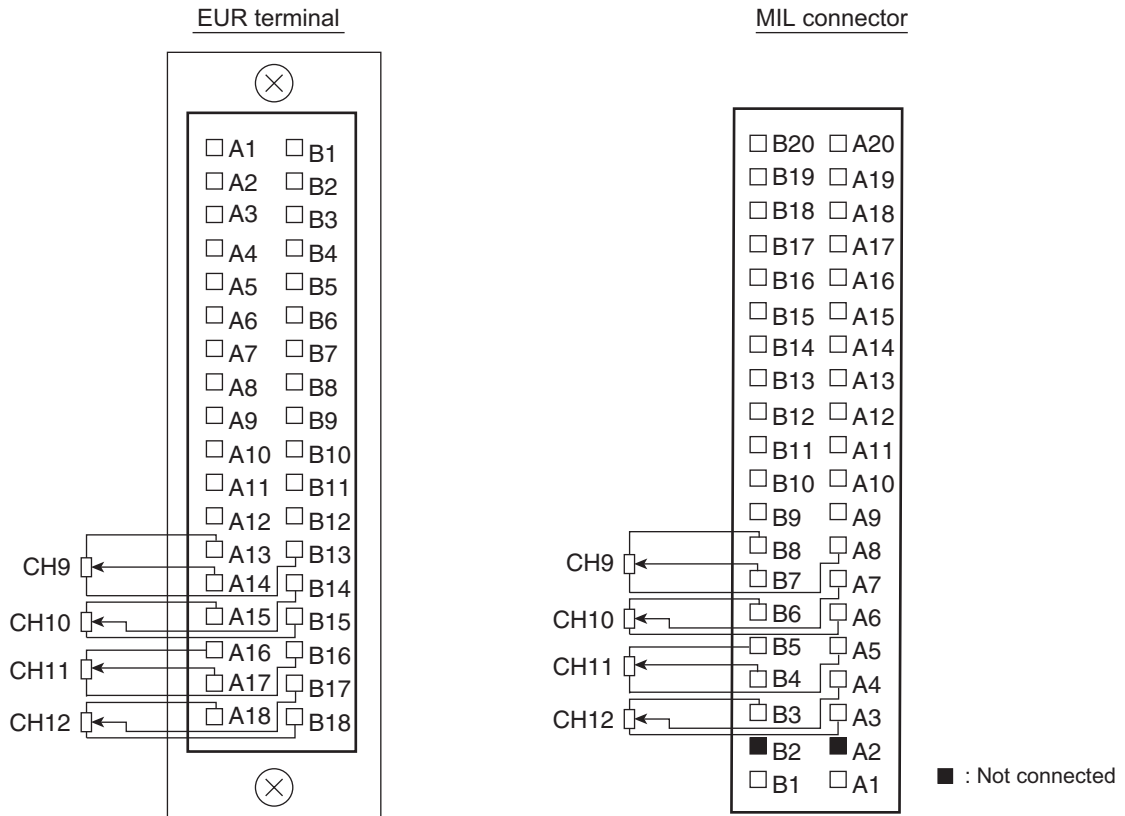 EUR terminal
A1 B1
A2 B2
A3 B3
A4 B4
A5 B5
A6 B6
A7 B7
A8 B8
A9 B9
A10 B10
A11 B11
A12 B12
A13 B13
CH9
A14 B14
A15 B15
CH10
A16 B16
CH11
A17 B17
A18 B18
CH12
MIL connector
B20 A20
B19 A19
B18 A18
B17 A17
B16 A16
B15 A15
B14 A14
B13 A13
B12 A12
B11 A11
B10 A10
B9 A9
B8 A8
CH9
B7 A7
B6 A6
CH10
B5 A5
CH11
B4 A4
B3 A3
CH12
B2 A2
B1 A1
■ : Not connected